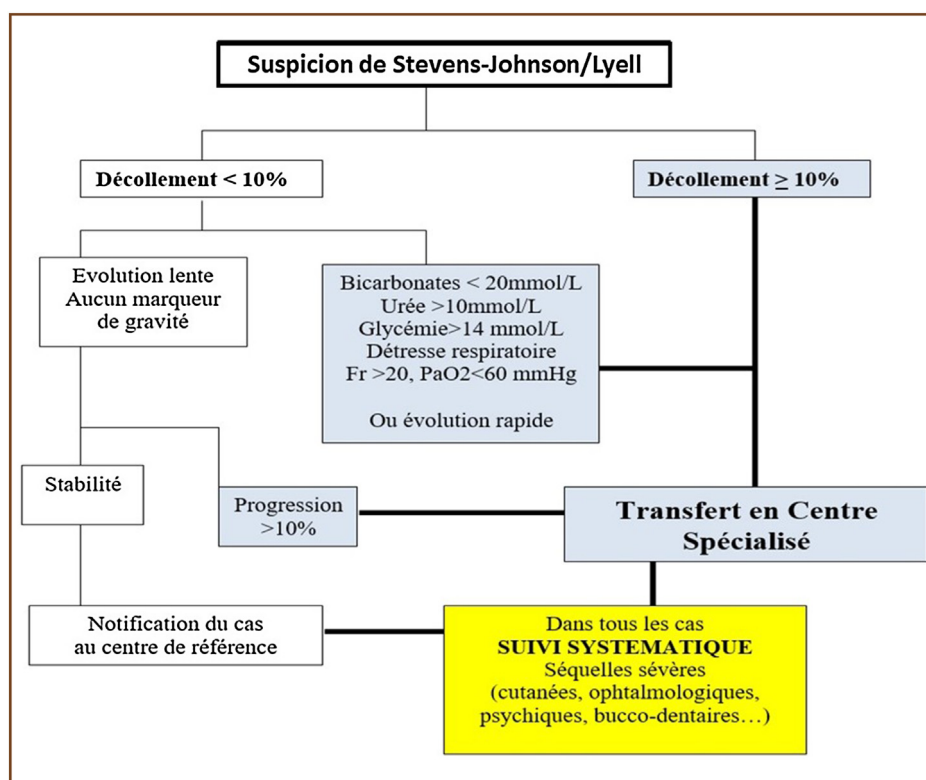 Suspicion de Stevens-Johnson/Lyell
Décollement < 10%
Décollement ≥ 10%
Evolution lente
Aucun marqueur
de gravité
Bicarbonates < 20mmol/L
Urée >10mmol/L
Glycémie>14 mmol/L
Détresse respiratoire
Fr >20, PaO2<60 mmHg
Ou évolution rapide
Stabilité
Progression
>10%
Transfert en Centre
Spécialisé
Notification du cas
au centre de référence
Dans tous les cas
SUIVI SYSTEMATIQUE
Séquelles sévères
(cutanées, ophtalmologiques,
psychiques, bucco-dentaires…)